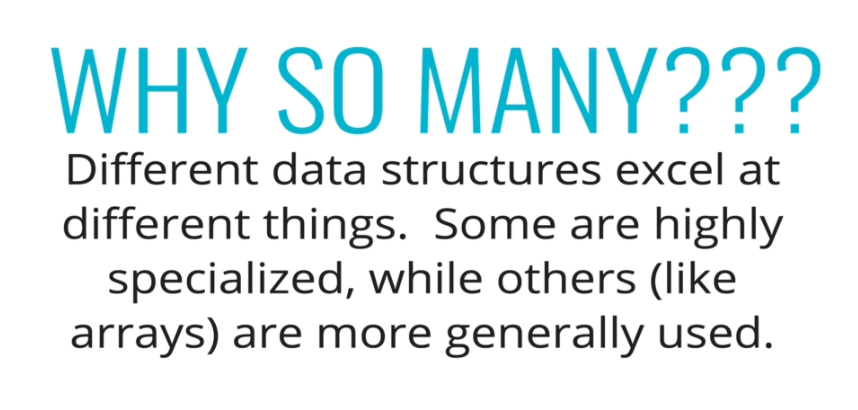 WHY SO MANY???
Different data structures excel at
different things.  Some are highly
specialized, while others (like
arrays) are more generally used.